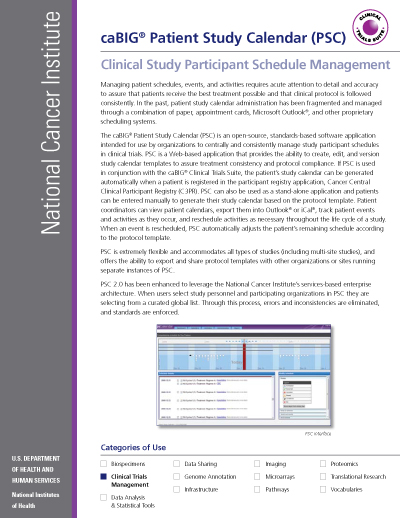 caBIG® Patient Study Calendar (PSC)
CLINICAL
TRIALS SUITE
Clinical Study Participant Schedule Management
National Cancer Institute
Managing patient schedules, events, and activities requires acute attention to detail and accuracy
to assure that patients receive the best treatment possible and that clinical protocol is followed
consistently. In the past, patient study calendar administration has been fragmented and managed
through a combination of paper, appointment cards, Microsoft Outlook®, and other proprietary
scheduling systems.
The caBIG® Patient Study Calendar (PSC) is an open-source, standards-based software application
intended for use by organizations to centrally and consistently manage study participant schedules
in clinical trials. PSC is a Web-based application that provides the ability to create, edit, and version
study calendar templates to assure treatment consistency and protocol compliance. If PSC is used
in conjunction with the caBIG® Clinical Trials Suite, the patient's study calendar can be generated
automatically when a patient is registered in the participant registry application, Cancer Central
Clinical Participant Registry (C3PR). PSC can also be used as a stand-alone application and patients
can be entered manually to generate their study calendar based on the protocol template. Patient
coordinators can view patient calendars, export them into Outlook® or iCal®, track patient events
and activities as they occur, and reschedule activities as necessary throughout the life cycle of a study.
When an event is rescheduled, PSC automatically adjusts the patient's remaining schedule according
to the protocol template.
PSC is extremely flexible and accommodates all types of studies (including multi-site studies), and
offers the ability to export and share protocol templates with other organizations or sites running
separate instances of PSC.
PSC 2.0 has been enhanced to leverage the National Cancer Institute's services-based enterprise
architecture. When users select study personnel and participating organizations in PSC they are
selecting from a curated global list. Through this process, errors and inconsistencies are eliminated,
and standards are enforced.
PSC interface
Categories of Use
Biospecimens
Clinical Trials
Management
Data Analysis
& Statistical Tools
Data Sharing
Genome Annotation
Infrastructure
Imaging
Microarrays
Pathways
Proteomics
Translational Research
Vocabularies
U.S. DEPARTMENT
OF HEALTH AND
HUMAN SERVICES
National Institutes
of Health